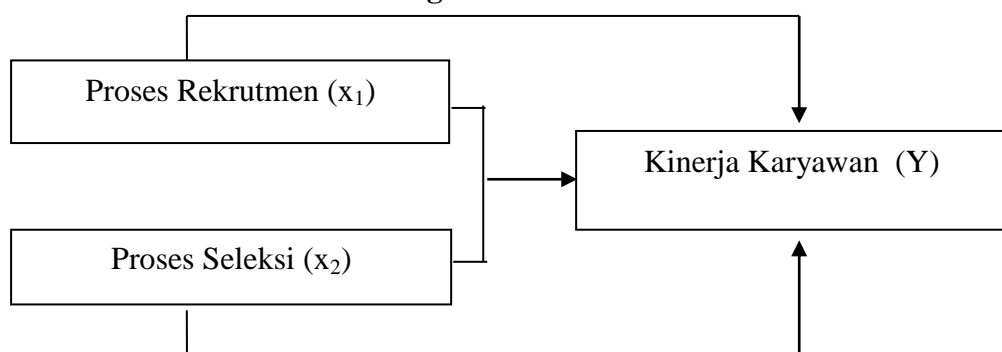 Proses Rekrutmen (x₁)
Kinerja Karyawan (Y)
Proses Seleksi (x₂)